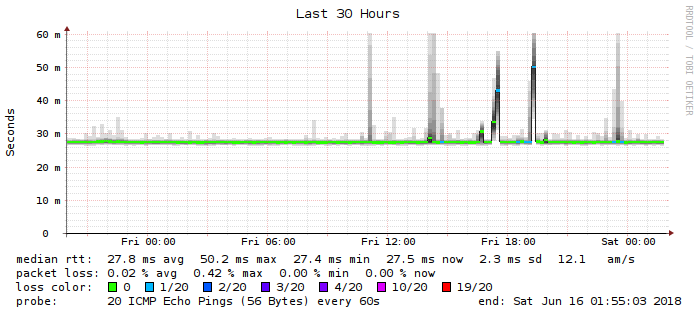 Last 30 Hours
RRDTOOL / TOBI OETIKER
Seconds
60 m
50 m
40 m
30 m
20 m
10 m
0
Fri 00:00 Fri 06:00 Fri 12:00 Fri 18:00 Sat 00:00
median rtt: 27.8 ms avg 50.2 ms max 27.4 ms min 27.5 ms now 2.3 ms sd 12.1 am/s
packet loss: 0.02 % avg 0.42 % max 0.00 % min 0.00 % now
loss color: 0 1/20 2/20 3/20 4/20 10/20 19/20
probe: 20 ICMP Echo Pings (56 Bytes) every 60s end: Sat Jun 16 01:55:03 2018